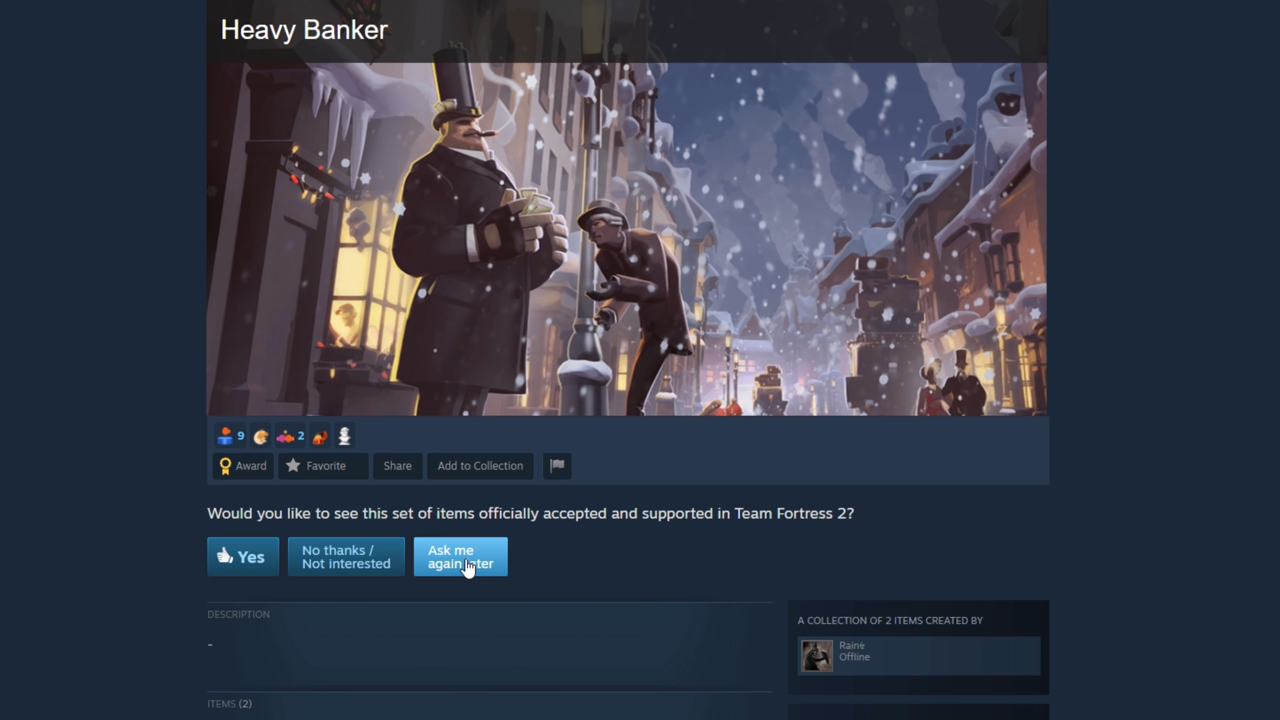 Heavy Banker
9
2
Award
Favorite
Share
Add to Collection
Would you like to see this set of items officially accepted and supported in Team Fortress 2?
Yes
No thanks /
Not interested
Ask me
again
DESCRIPTION
-
A COLLECTION OF 2 ITEMS CREATED BY
Offline
ITEMS (2)